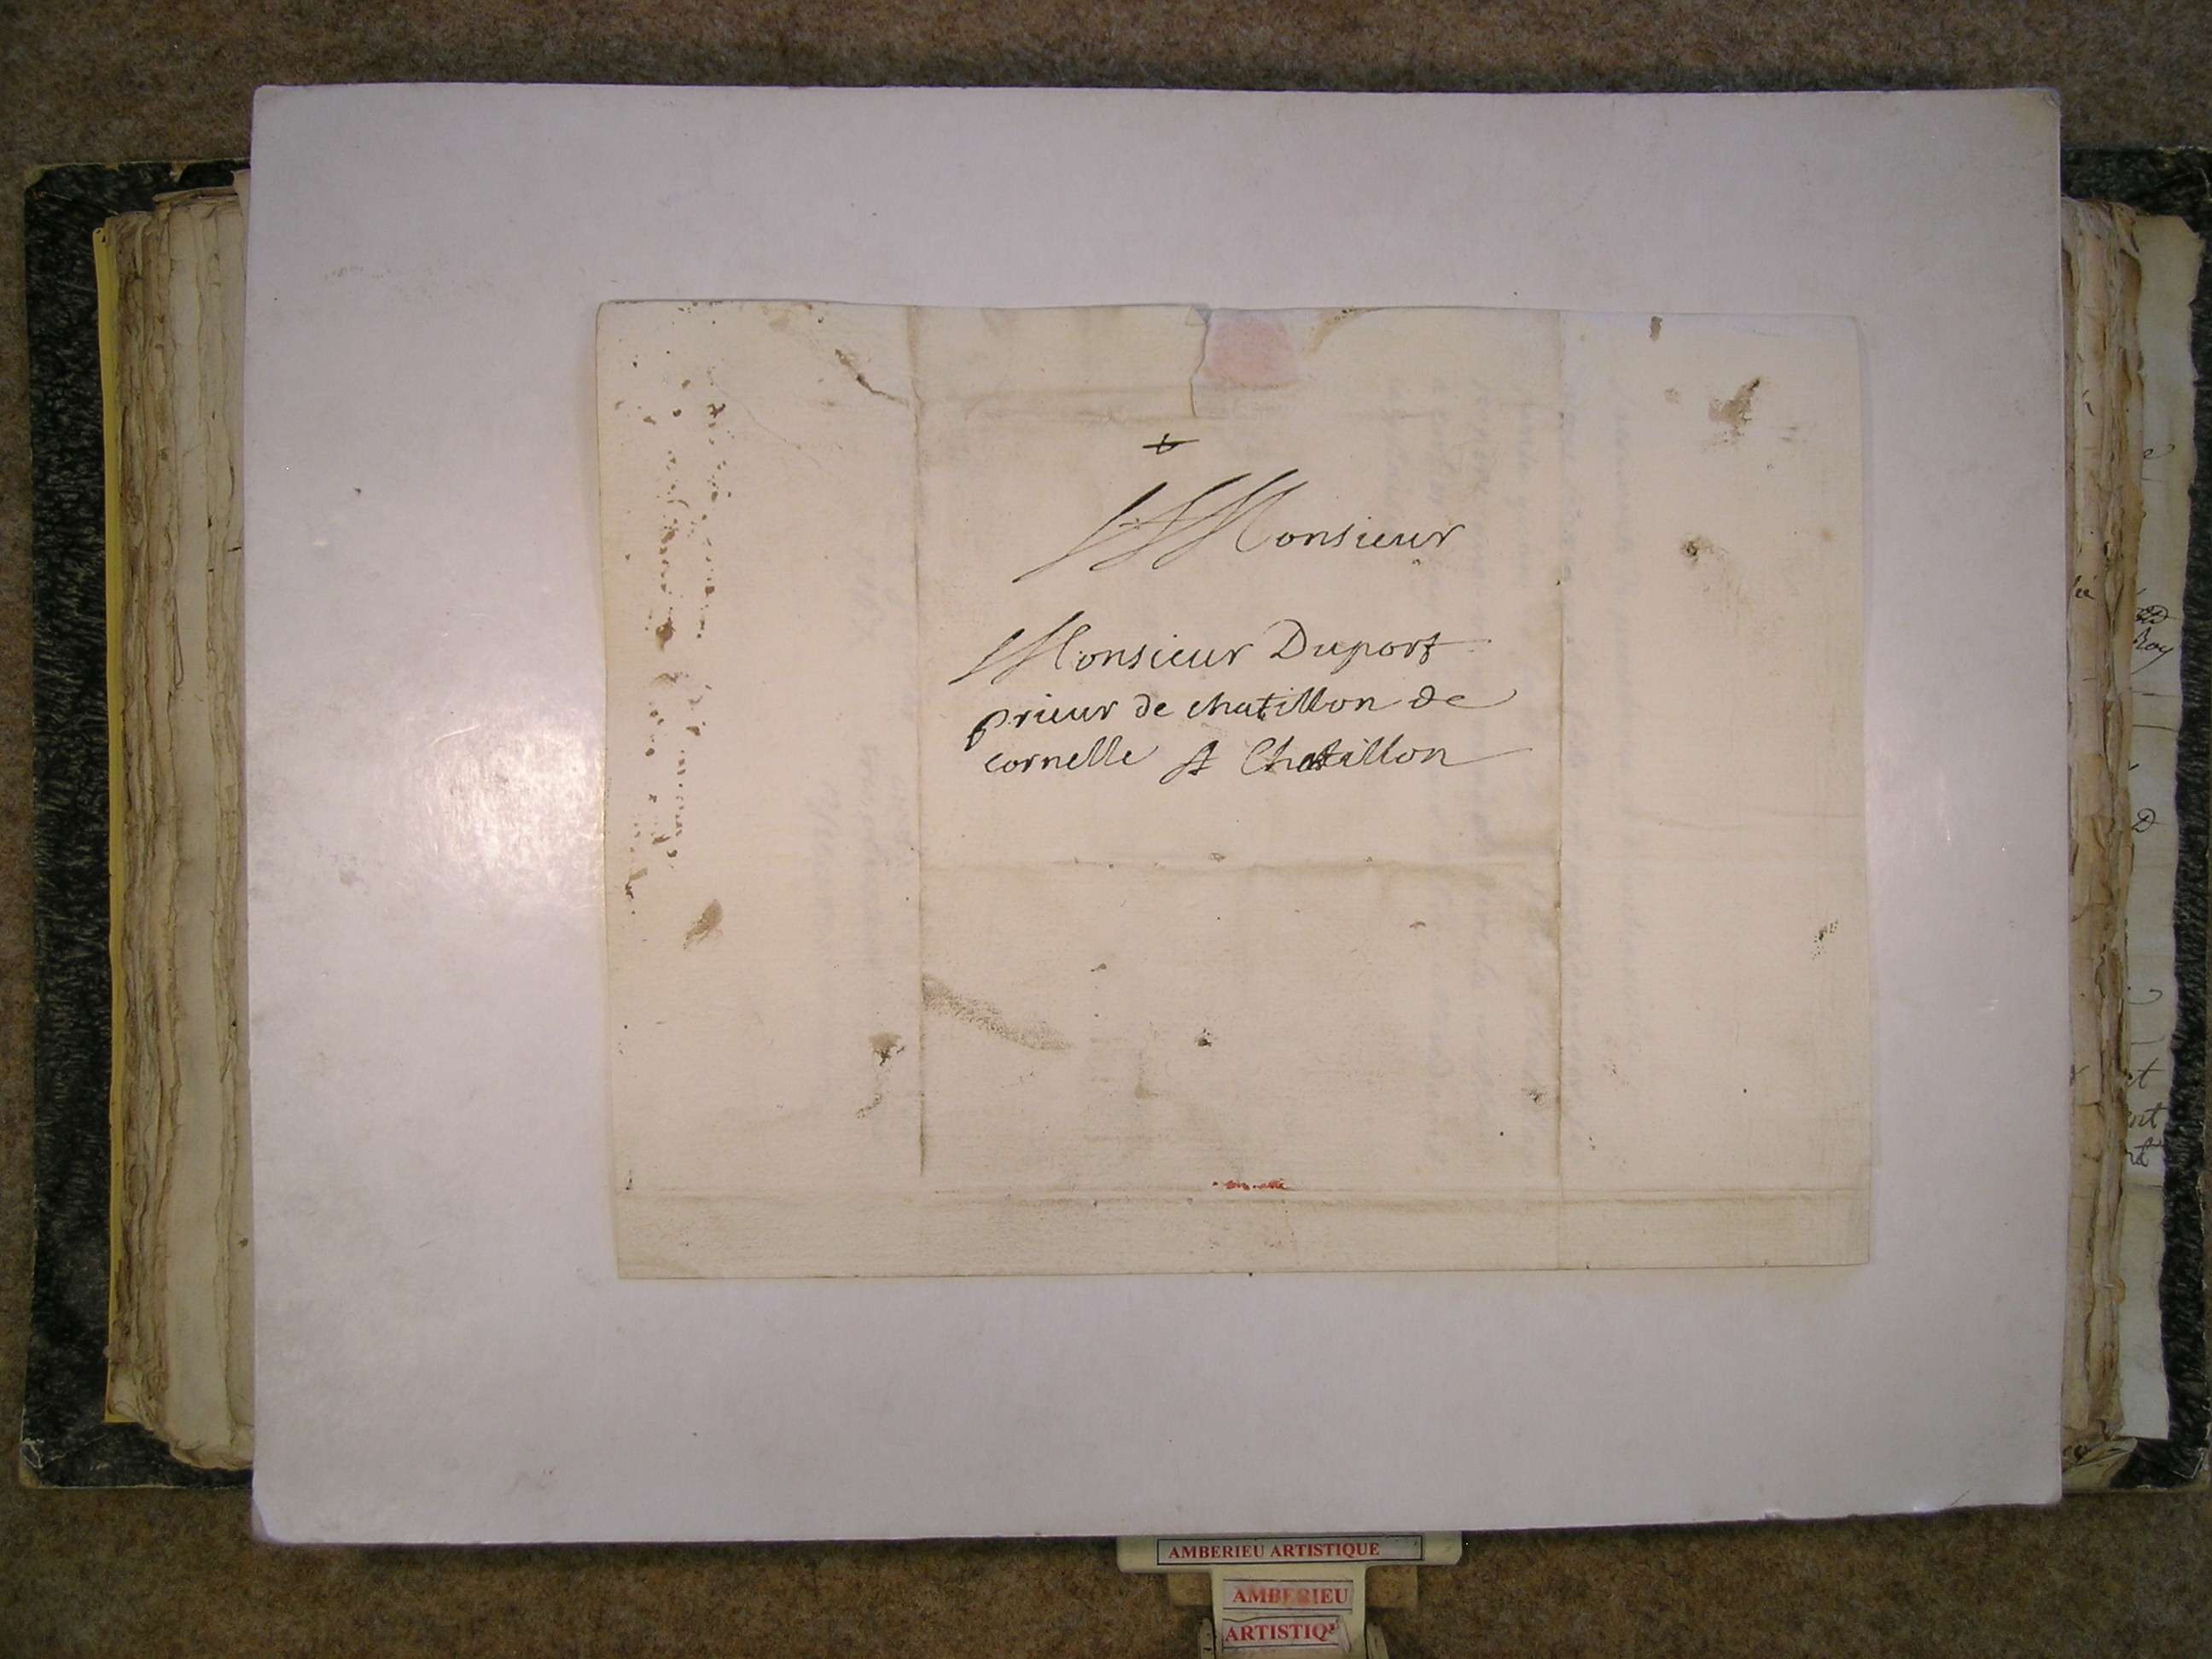 Monsieur
Monsieur Duport
prieur de chatillon de
cornelle A Chatillon
AMBERIEU ARTISTIQUE
AMBERIEU
ARTISTIQ